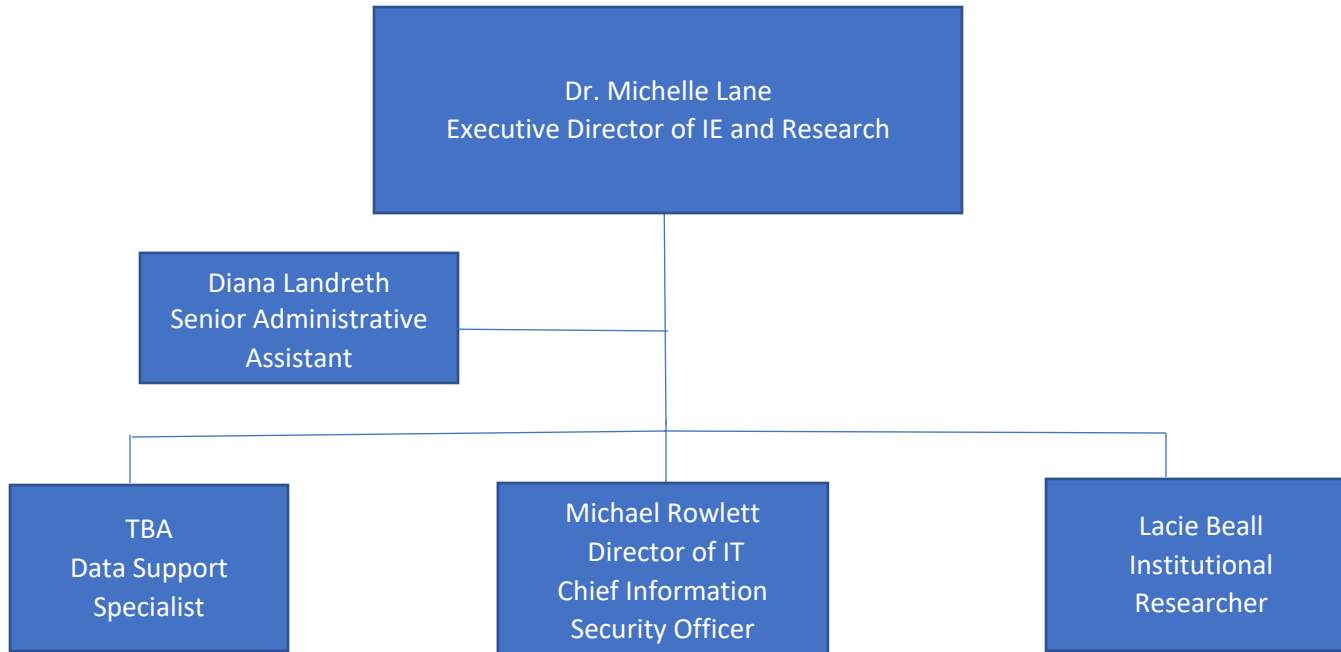 Dr. Michelle Lane
Executive Director of IE and Research
Diana Landreth
Senior Administrative
Assistant
TBA
Data Support
Specialist
Michael Rowlett
Director of IT
Chief Information
Security Officer
Lacie Beall
Institutional
Researcher